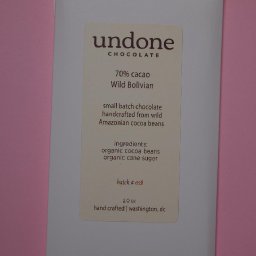 undone
CHOCOLATE
70% cacao
Wild Bolivian
small batch chocolate
handcrafted from wild
Amazonian cocoa beans
ingredients:
organic cocoa beans
organic cane sugar
batch #
2.0 oz
hand crafted | washington, dc